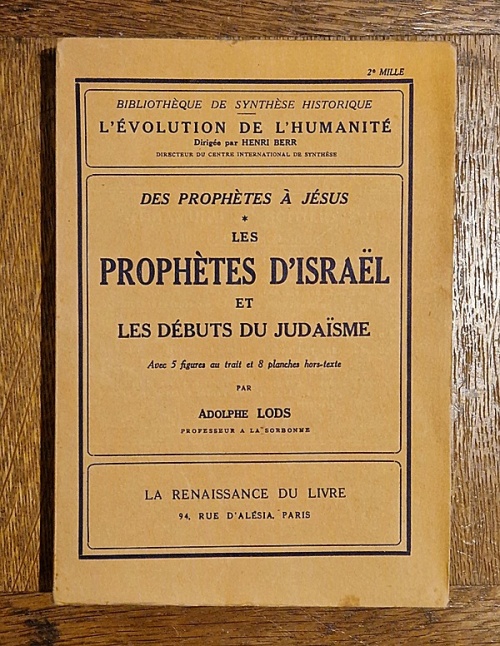 2e MILLE
BIBLIOTHÈQUE DE SYNTHÈSE HISTORIQUE
L'ÉVOLUTION DE L'HUMANITÉ
Dirigée par HENRI BERR
DIRECTEUR DU CENTRE INTERNATIONAL DE SYNTHÈSE
DES PROPHÈTES À JÉSUS
*
LES
PROPHÈTES D'ISRAËL
ET
LES DÉBUTS DU JUDAÏSME
Avec 5 figures au trait et 8 planches hors-texte
PAR
ADOLPHE LODS
PROFESSEUR A LA SORBONNE
LA RENAISSANCE DU LIVRE
94, RUE D'ALÉSIA, PARIS